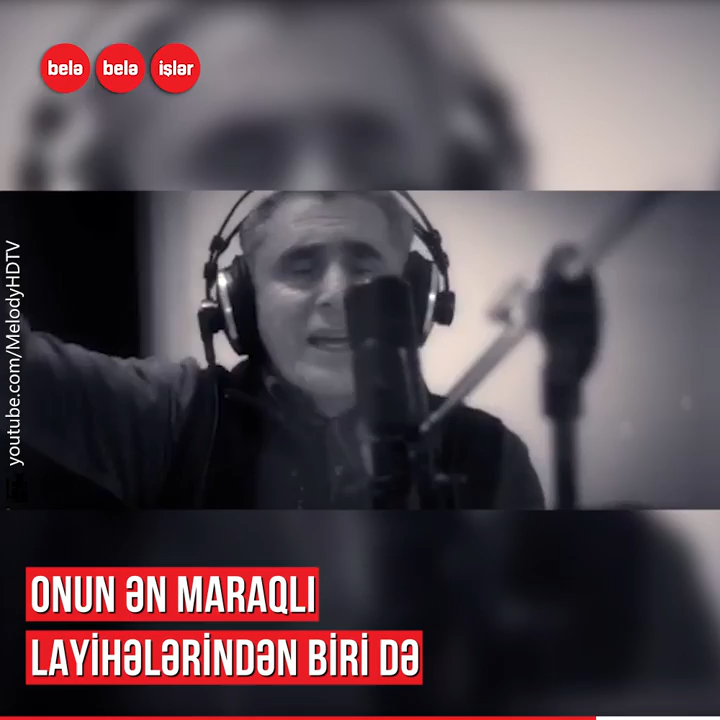 belə belə işlər
youtube.com/MelodyHDTV
ONUN ƏN MARAQLI
LAYİHƏLƏRİNDƏN BİRİ DƏ